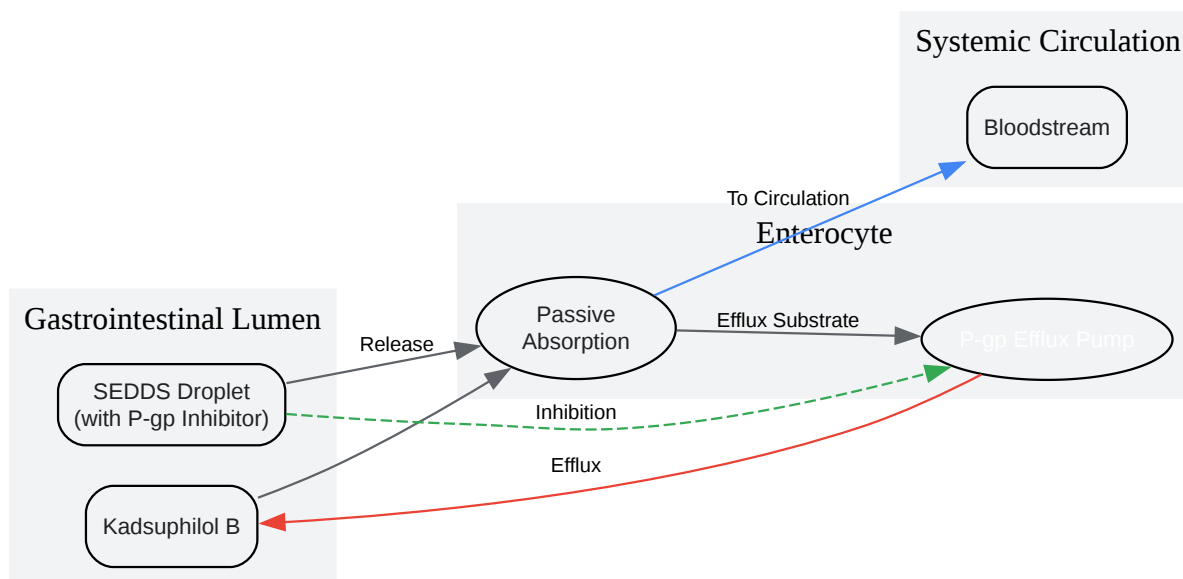 Systemic Circulation
Bloodstream
To Circulation
Enterocyte
Gastrointestinal Lumen
Release
Passive
Absorption
Efflux Substrate
P-gp Efflux Pump
SEDDS Droplet
(with P-gp Inhibitor)
Inhibition
Efflux
Kadsuphilol B